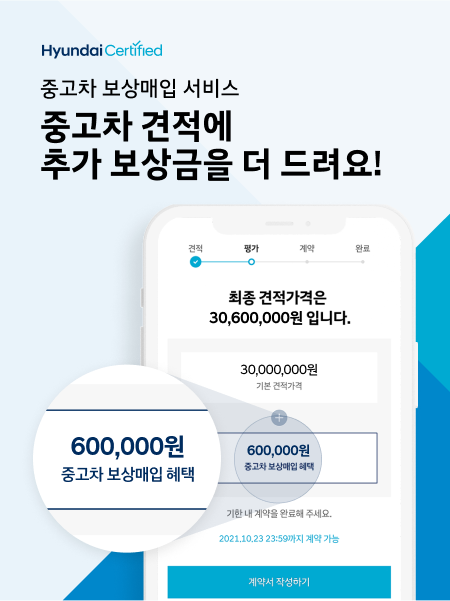 Hyundai Certified
중고차 보상매입 서비스
중고차 견적에
추가 보상금을 더 드려요!
견적 평가 계약 완료
최종 견적가격은
30,600,000원 입니다.
30,000,000원
기본 견적가격
600,000원
중고차 보상매입 혜택
600,000원
중고차 보상매입 혜택
기한 내 계약을 완료해 주세요.
2021.10.23 23:59까지 계약 가능
계약서 작성하기